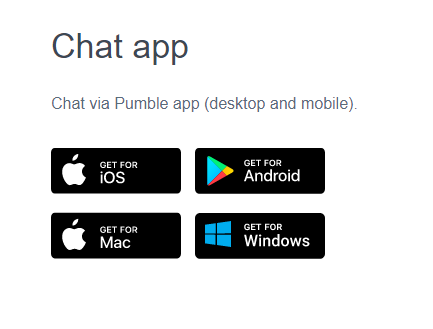 Chat app
Chat via Pumble app (desktop and mobile).
GET FOR
iOS
GET FOR
Android
GET FOR
Mac
GET FOR
Windows